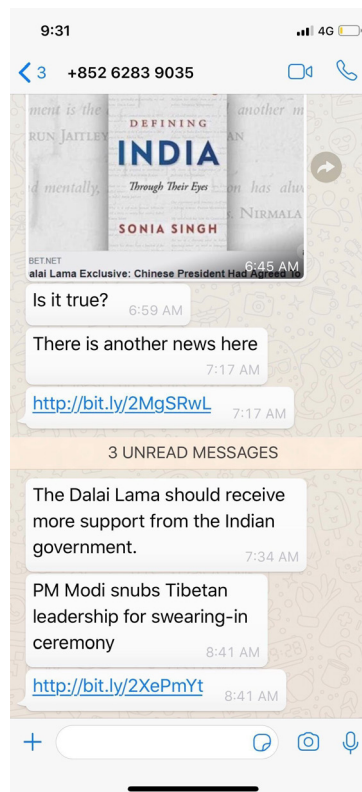 9:31
4G
3
+852 6283 9035
ment is the
another m
RUN JAITLEY
AN
DEFINING
INDIA
d mentally,
Through Their Eyes
on has alw
NIRMALA
SONIA SINGH
BET.NET
6:45 AM
alai Lama Exclusive: Chinese President Had Agreed To
Is it true?
6:59 AM
There is another news here
7:17 AM
http://bit.ly/2MgSRwL
7:17 AM
3 UNREAD MESSAGES
The Dalai Lama should receive
more support from the Indian
government.
7:34 AM
PM Modi snubs Tibetan
leadership for swearing-in
ceremony
8:41 AM
http://bit.ly/2XePmYt
8:41 AM